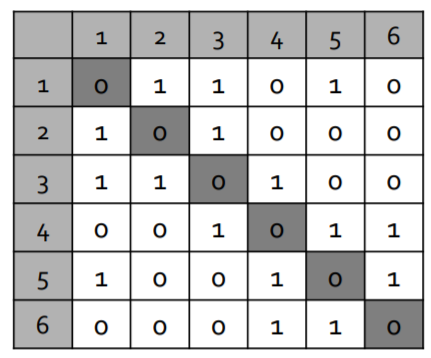 1 2 3 4 5 6
1 0 1 1 0 1 0
2 1 0 1 0 0 0
3 1 1 0 1 0 0
4 0 0 1 0 1 1
5 1 0 0 1 0 1
6 0 0 0 1 1 0